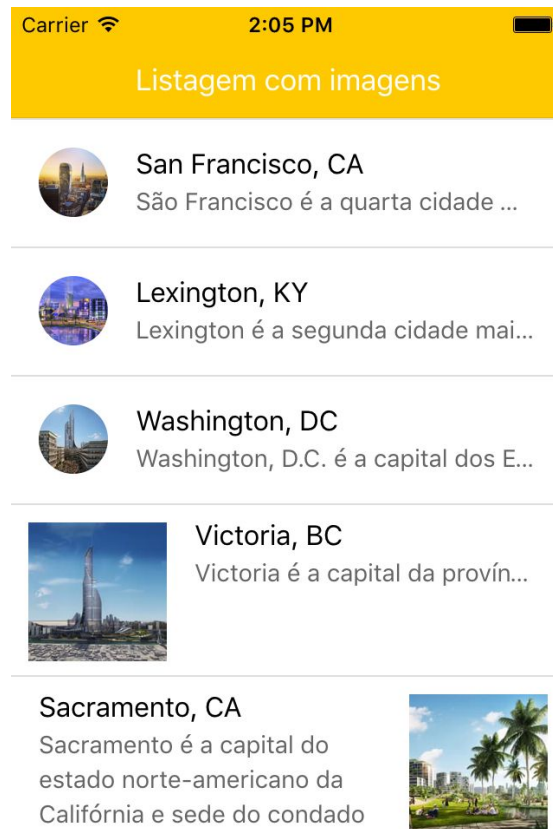 Carrier 2:05 PM
Listagem com imagens
San Francisco, CA
São Francisco é a quarta cidade ...
Lexington, KY
Lexington é a segunda cidade mai...
Washington, DC
Washington, D.C. é a capital dos E...
Victoria, BC
Victoria é a capital da provín...
Sacramento, CA
Sacramento é a capital do
estado norte-americano da
Califórnia e sede do condado